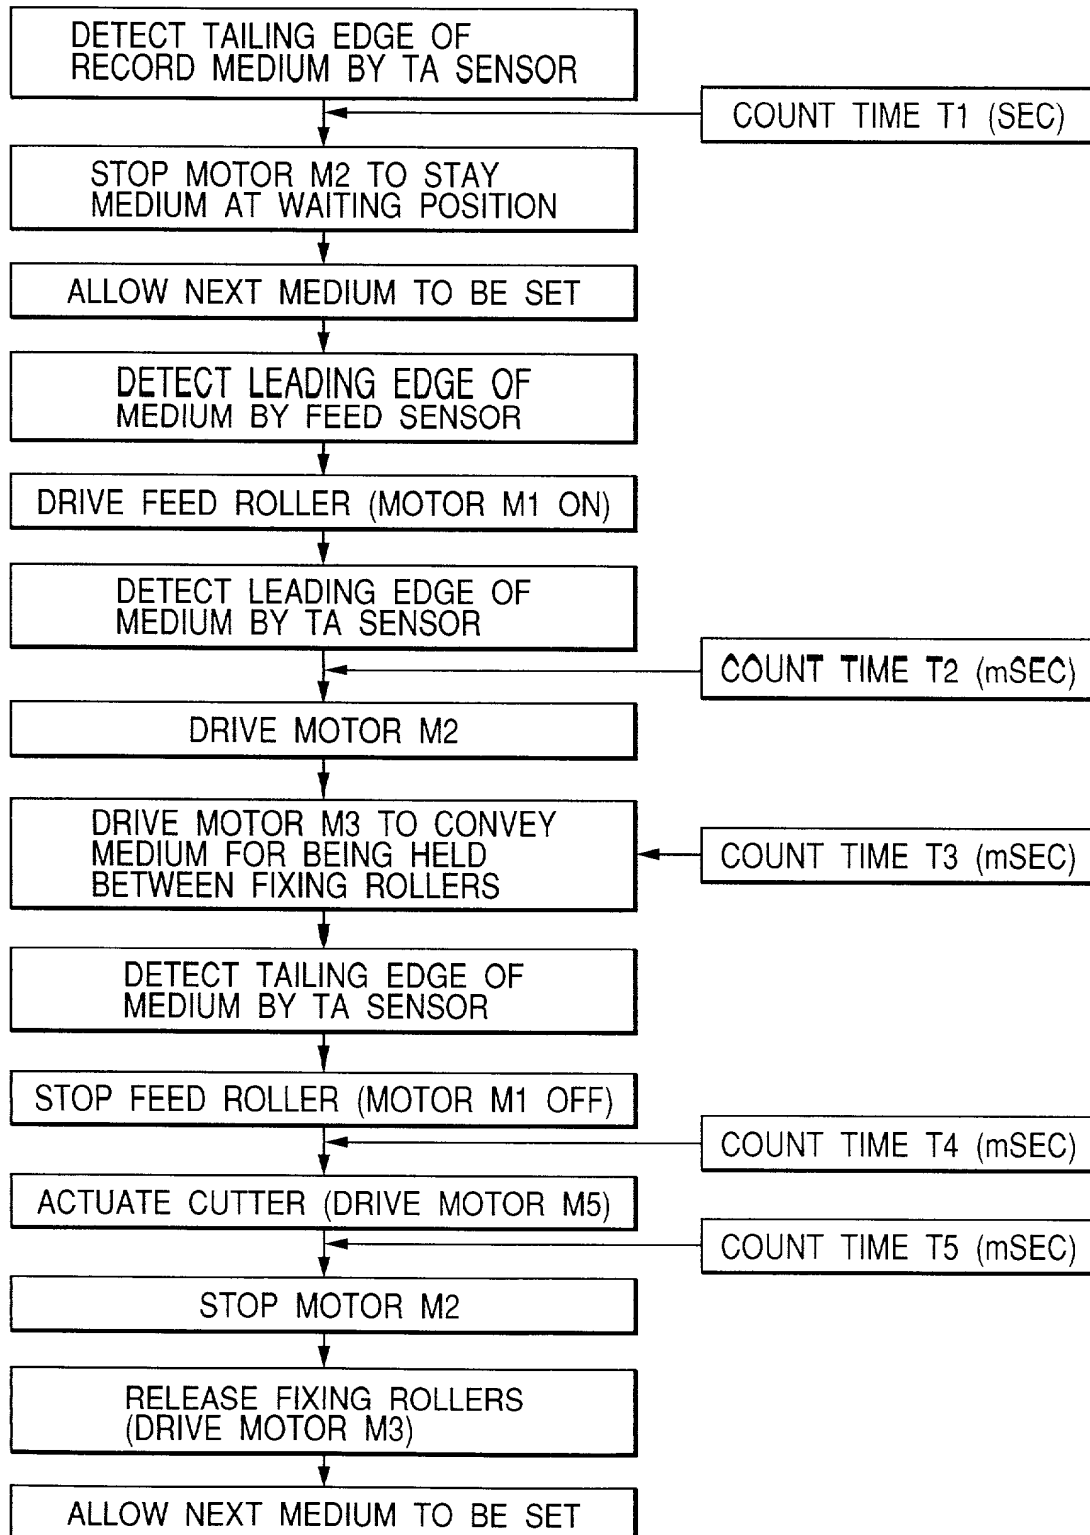 DETECT TAILING EDGE OF
RECORD MEDIUM BY TA SENSOR
COUNT TIME T1 (SEC)
STOP MOTOR M2 TO STAY
MEDIUM AT WAITING POSITION
ALLOW NEXT MEDIUM TO BE SET
DETECT LEADING EDGE OF
MEDIUM BY FEED SENSOR
DRIVE FEED ROLLER (MOTOR M1 ON)
DETECT LEADING EDGE OF
MEDIUM BY TA SENSOR
COUNT TIME T2 (mSEC)
DRIVE MOTOR M2
DRIVE MOTOR M3 TO CONVEY
MEDIUM FOR BEING HELD
BETWEEN FIXING ROLLERS
COUNT TIME T3 (mSEC)
DETECT TAILING EDGE OF
MEDIUM BY TA SENSOR
STOP FEED ROLLER (MOTOR M1 OFF)
COUNT TIME T4 (mSEC)
ACTUATE CUTTER (DRIVE MOTOR M5)
COUNT TIME T5 (mSEC)
STOP MOTOR M2
RELEASE FIXING ROLLERS
(DRIVE MOTOR M3)
ALLOW NEXT MEDIUM TO BE SET